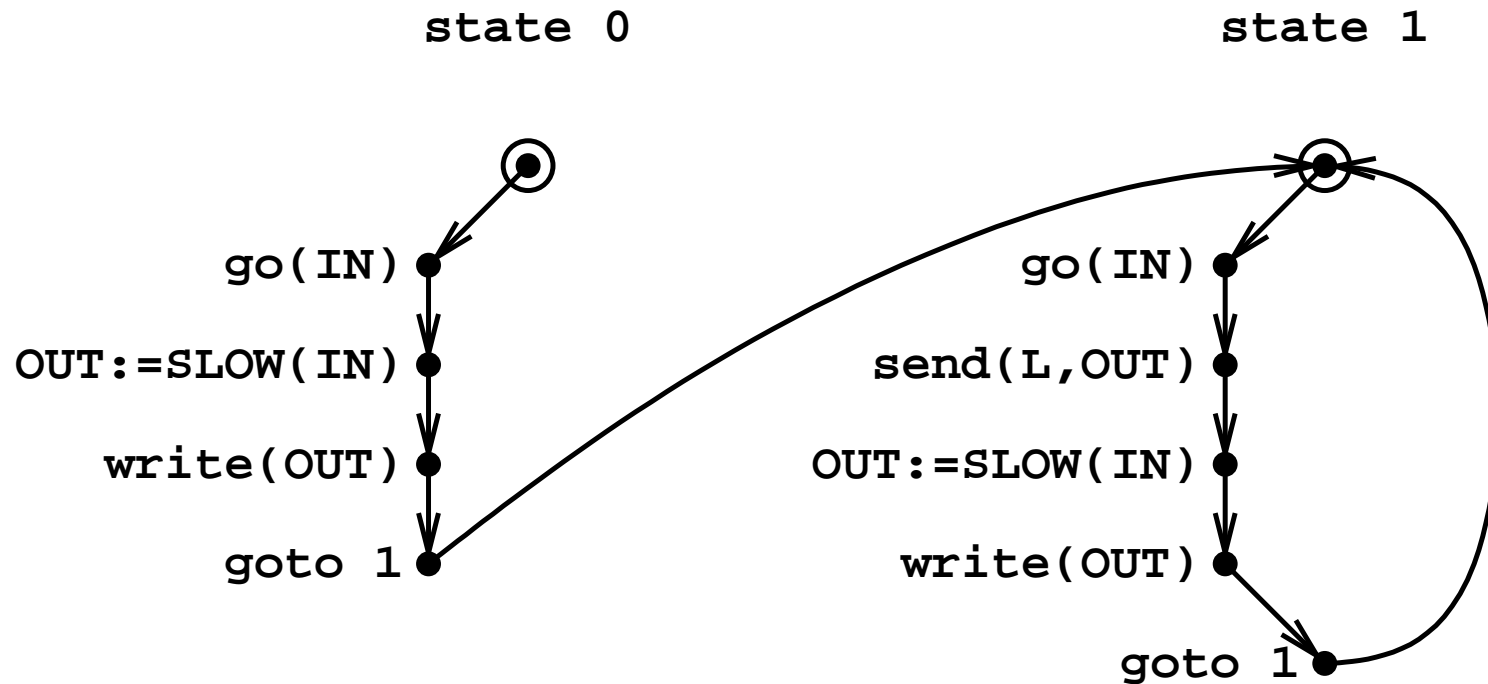 state 0
go(IN)
OUT:=SLOW(IN)
write(OUT)
goto 1
state 1
go(IN)
send(L,OUT)
OUT:=SLOW(IN)
write(OUT)
goto 1